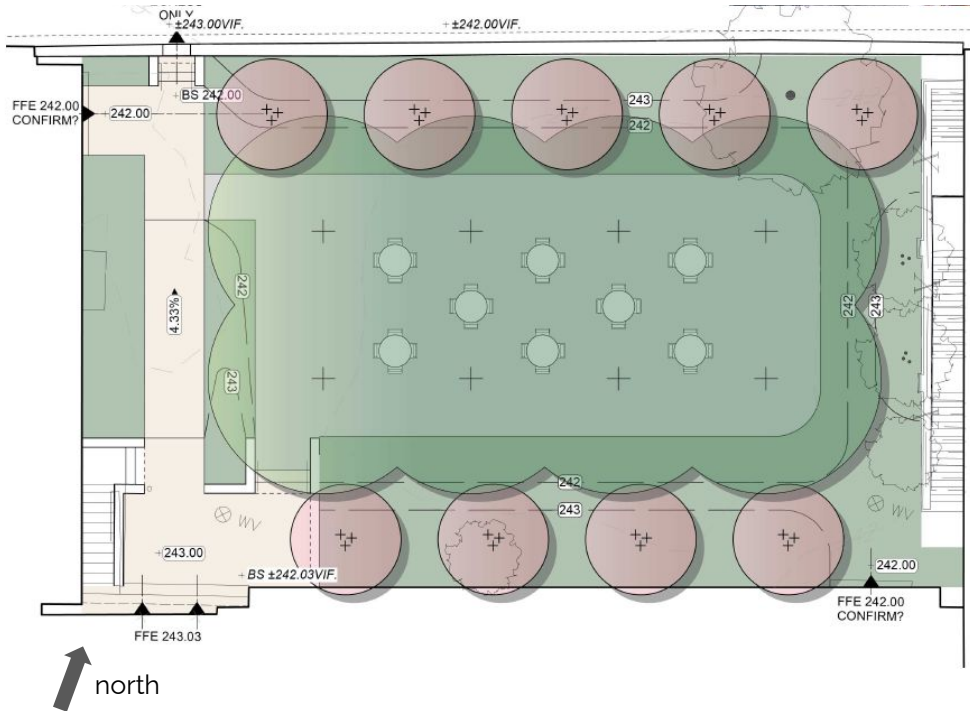 ONLY
±243.00VIF.
±242.00VIF.
BS 242.00
FFE 242.00
CONFIRM?
242.00
243
242
242
243
4.33%
242
243
242
243
WV
WV
243.00
BS ±242.03VIF.
242.00
FFE 242.00
CONFIRM?
FFE 243.03
north